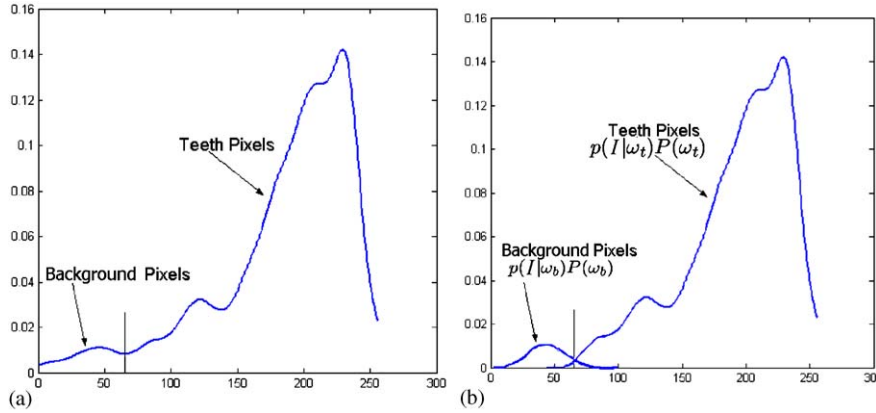 0.16
0.14
0.12
0.1
0.08
0.06
0.04
0.02
0
0 50 100 150 200 250 300
Teeth Pixels
Background Pixels
(a)
0.16
0.14
0.12
0.1
0.08
0.06
0.04
0.02
0
0 50 100 150 200 250 300
Teeth Pixels
p(I|ω_t)P(ω_t)
Background Pixels
p(I|ω_b)P(ω_b)
(b)